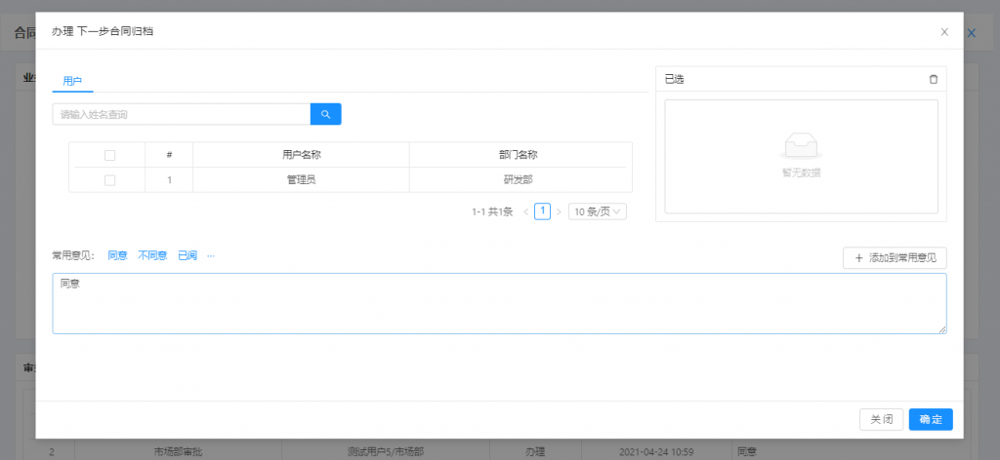 合同
办理 下一步合同归档
业
用户
已选
请输入姓名查询
# 用户名称 部门名称
1 管理员 研发部
暂无数据
1-1 共1条 1 10 条/页
常用意见: 同意 不同意 已阅 ···
添加到常用意见
同意
审
关闭 确定
2 市场部审批 测试用户5/市场部 办理 2021-04-24 10:59 同意